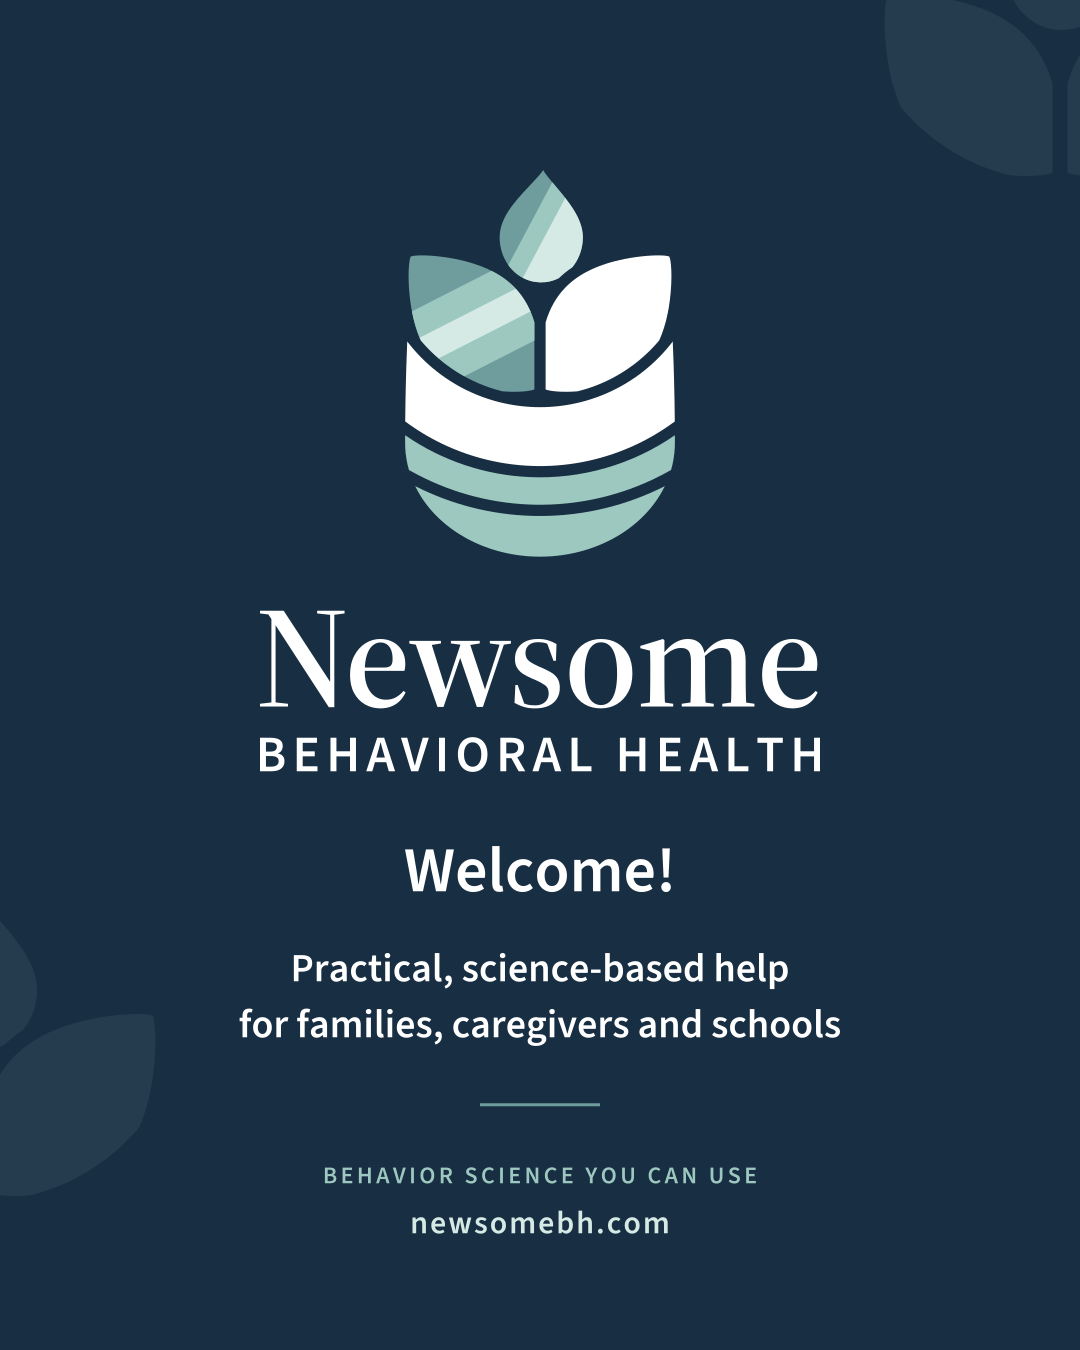 Newsome
BEHAVIORAL HEALTH
Welcome!
Practical, science-based help
for families, caregivers and schools
BEHAVIOR SCIENCE YOU CAN USE
newsomebh.com